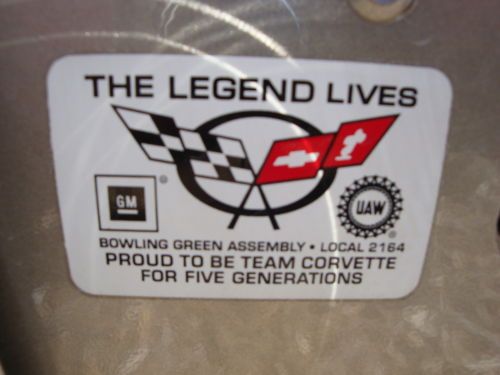 THE LEGEND LIVES
GM
®
UAW
®
BOWLING GREEN ASSEMBLY • LOCAL 2164
PROUD TO BE TEAM CORVETTE
FOR FIVE GENERATIONS